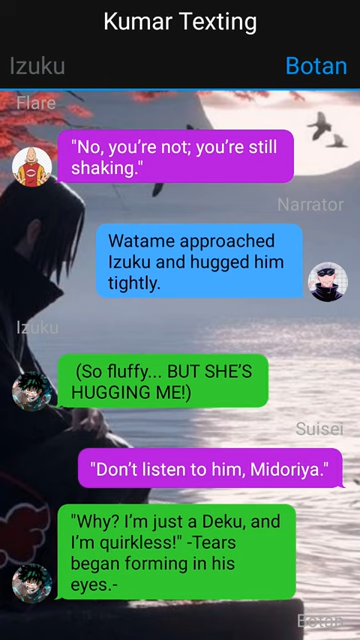 Kumar Texting
Izuku
Botan
Flare
"No, you're not; you're still
shaking."
Narrator
Watame approached
Izuku and hugged him
tightly.
Izuku
(So fluffy... BUT SHE'S
HUGGING ME!)
Suisei
"Don't listen to him, Midoriya."
"Why? I'm just a Deku, and
I'm quirkless!" -Tears
began forming in his
eyes.-
Botan